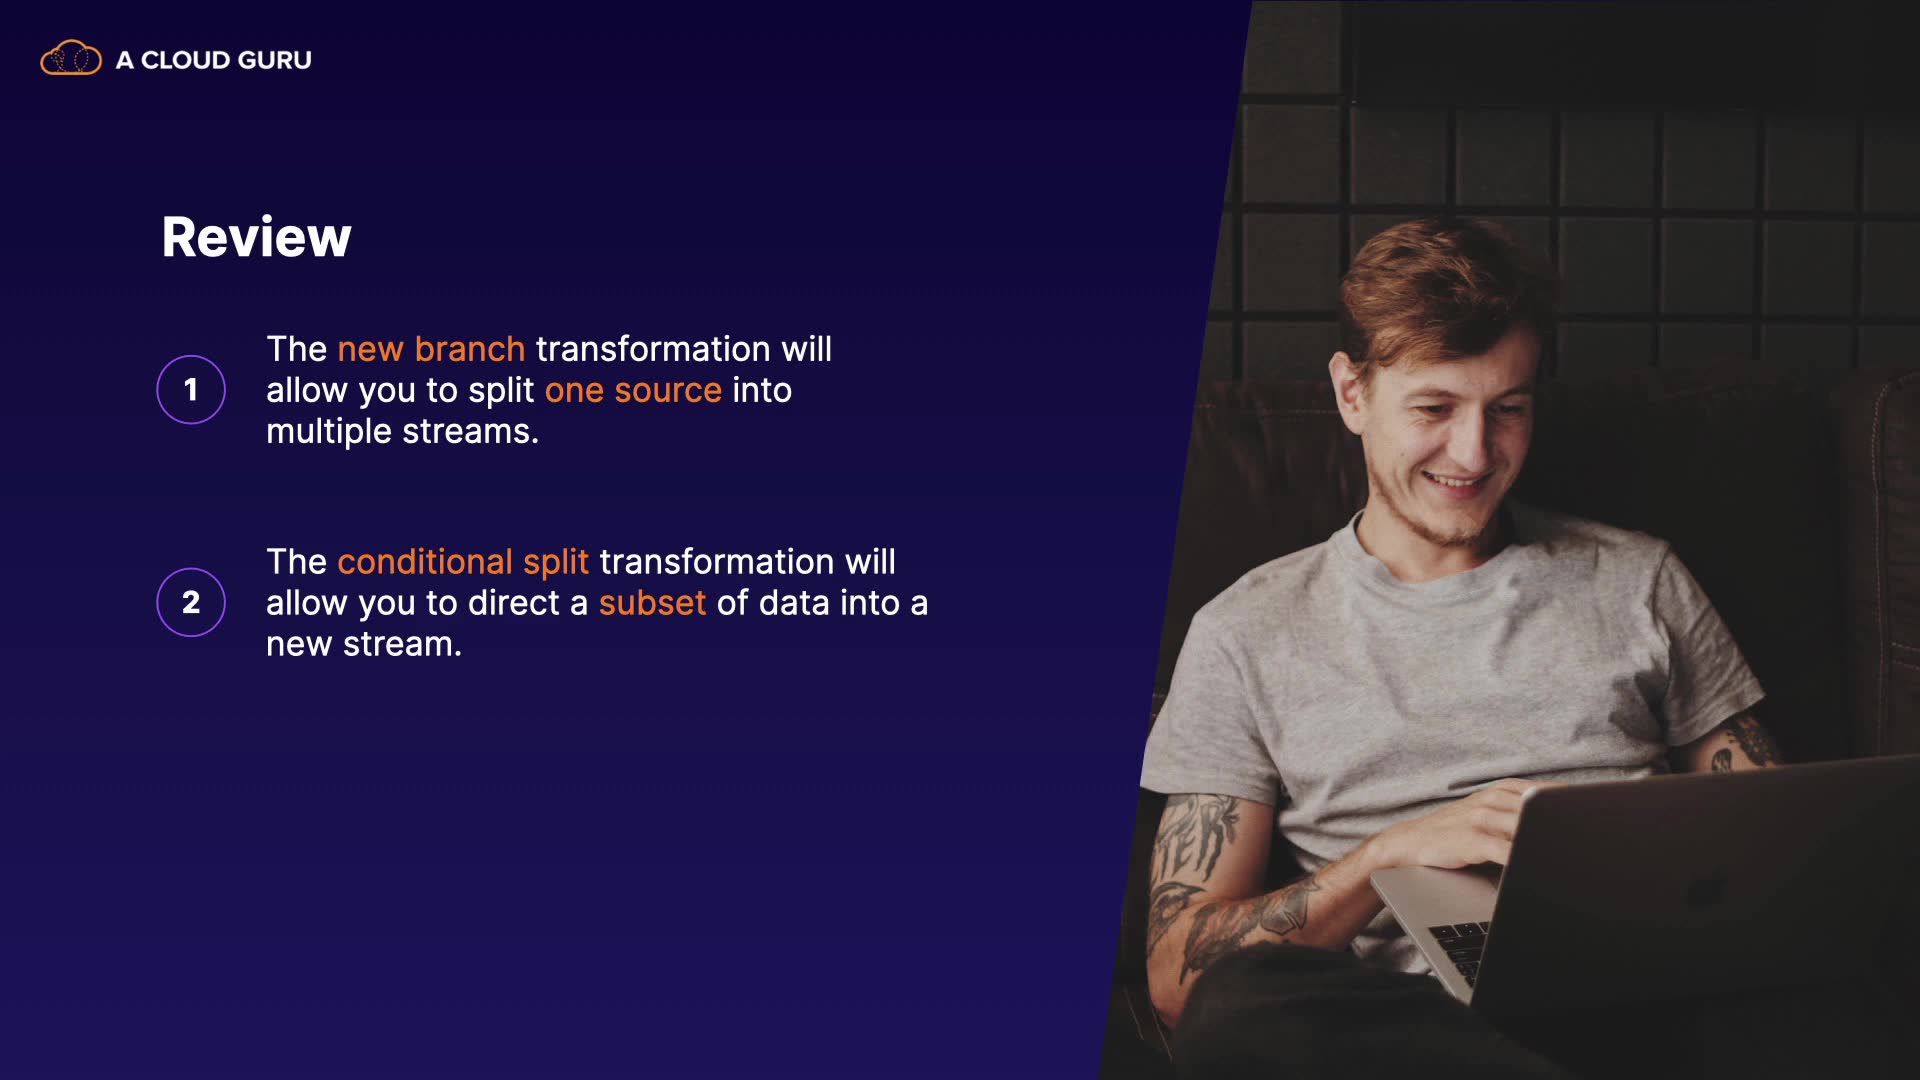 A CLOUD GURU
Review
1
The new branch transformation will
allow you to split one source into
multiple streams.
2
The conditional split transformation will
allow you to direct a subset of data into a
new stream.